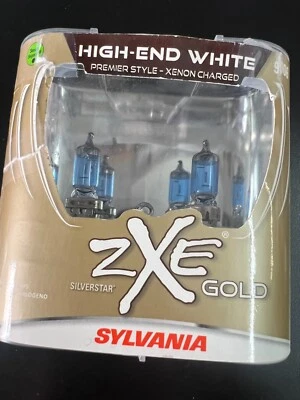 HIGH-END WHITE
PREMIER STYLE - XENON CHARGED
ZXE®
SILVERSTAR®
GOLD
SYLVANIA